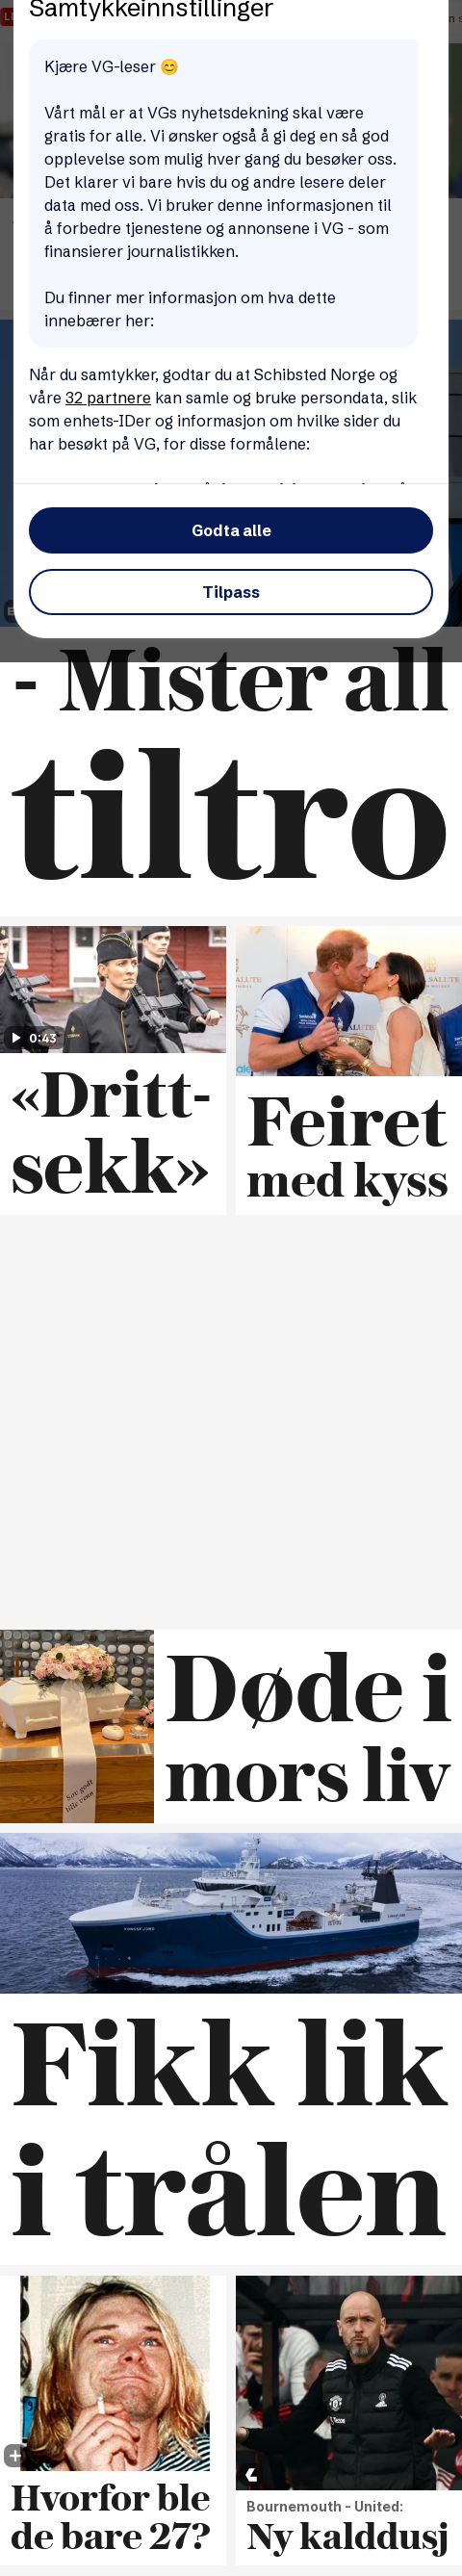 Samtykkeinnstillinger
Kjære VG-leser 😊
Vårt mål er at VGs nyhetsdekning skal være
gratis for alle. Vi ønsker også å gi deg en så god
opplevelse som mulig hver gang du besøker oss.
Det klarer vi bare hvis du og andre lesere deler
data med oss. Vi bruker denne informasjonen til
å forbedre tjenestene og annonsene i VG - som
finansierer journalistikken.
Du finner mer informasjon om hva dette
innebærer her:
Når du samtykker, godtar du at Schibsted Norge og
våre 32 partnere kan samle og bruke persondata, slik
som enhets-IDer og informasjon om hvilke sider du
har besøkt på VG, for disse formålene:
Godta alle
Tilpass
- Mister all
tiltro
0:43
«Dritt-
sekk»
Feiret
med kyss
Sov godt
lille venn
Døde i
mors liv
Fikk lik
i trålen
Hvorfor ble
de bare 27?
Bournemouth - United:
Ny kalddusj